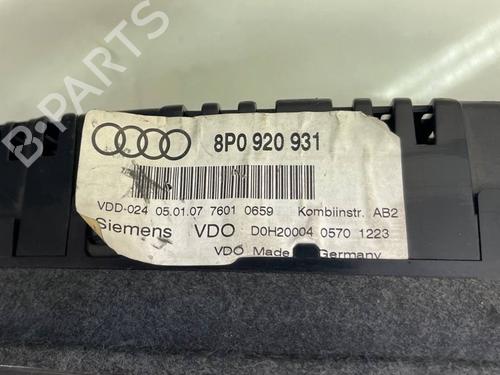 B-PARTS
8P0 920 931
VDD-024 05.01.07 7601 0659 Kombiinstr. AB2
Siemens VDO D0H20004 0570 1223
VDO Made Germany